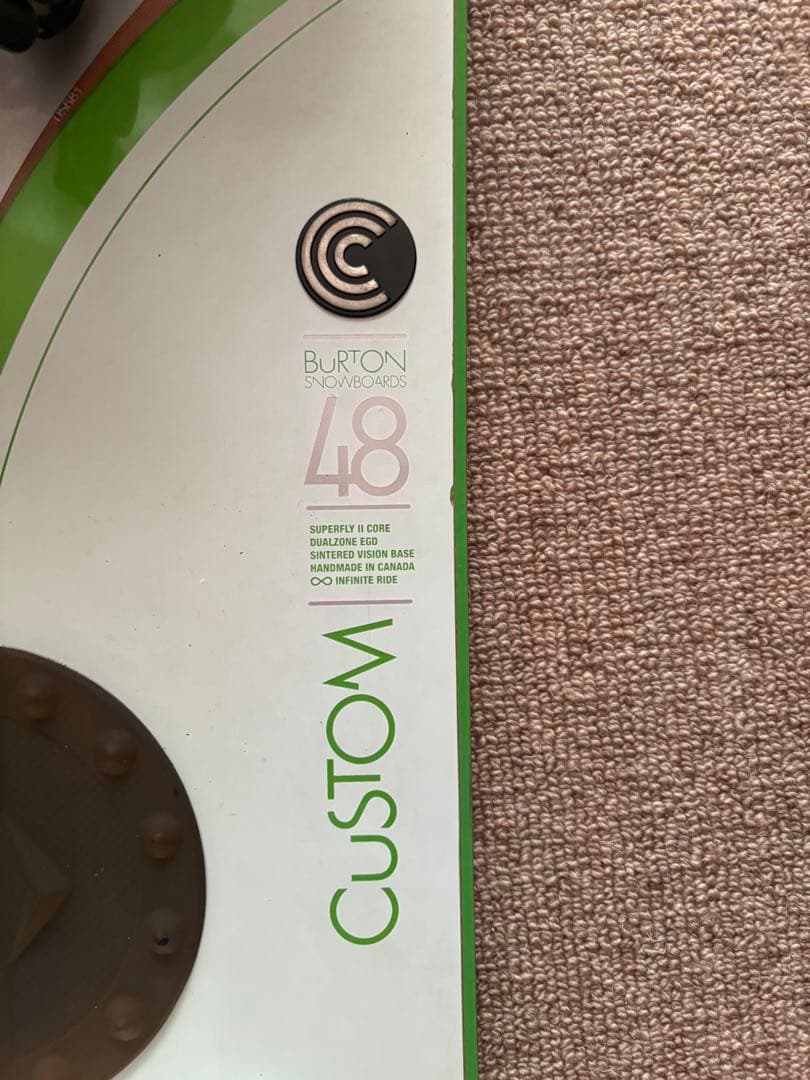 BuRTON
SNOWBOARDS
48
SUPERFLY II CORE
DUALZONE EGD
SINTERED VISION BASE
HANDMADE IN CANADA
∞ INFINITE RIDE
CuSTOM